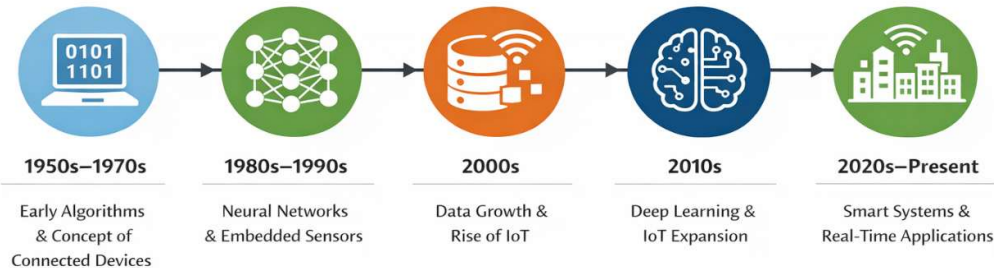 0101
1101
1950s–1970s
Early Algorithms
& Concept of
Connected Devices
1980s–1990s
Neural Networks
& Embedded Sensors
2000s
Data Growth &
Rise of IoT
2010s
Deep Learning &
IoT Expansion
2020s–Present
Smart Systems &
Real-Time Applications